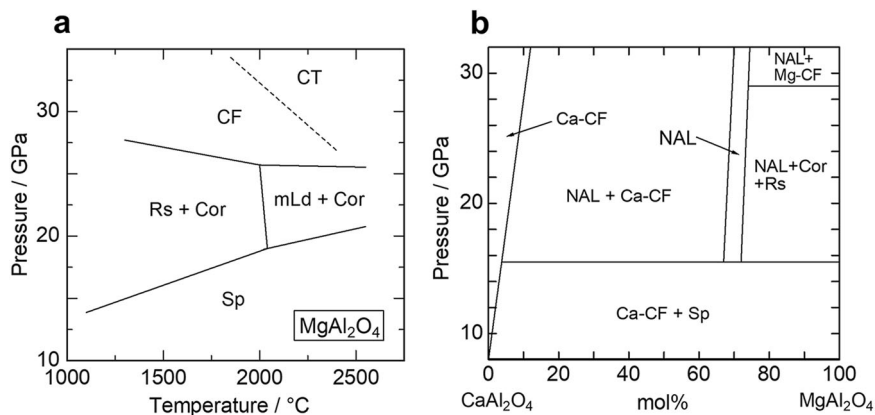 a
Pressure / GPa
30
20
10
CT
CF
Rs + Cor
mLd + Cor
Sp
MgAl₂O₄
1000
1500
2000
2500
Temperature / °C
b
Pressure / GPa
30
20
10
NAL+
Mg-CF
Ca-CF
NAL
NAL+Cor
+Rs
NAL + Ca-CF
Ca-CF + Sp
0
20
40
60
80
100
CaAl₂O₄
mol%
MgAl₂O₄